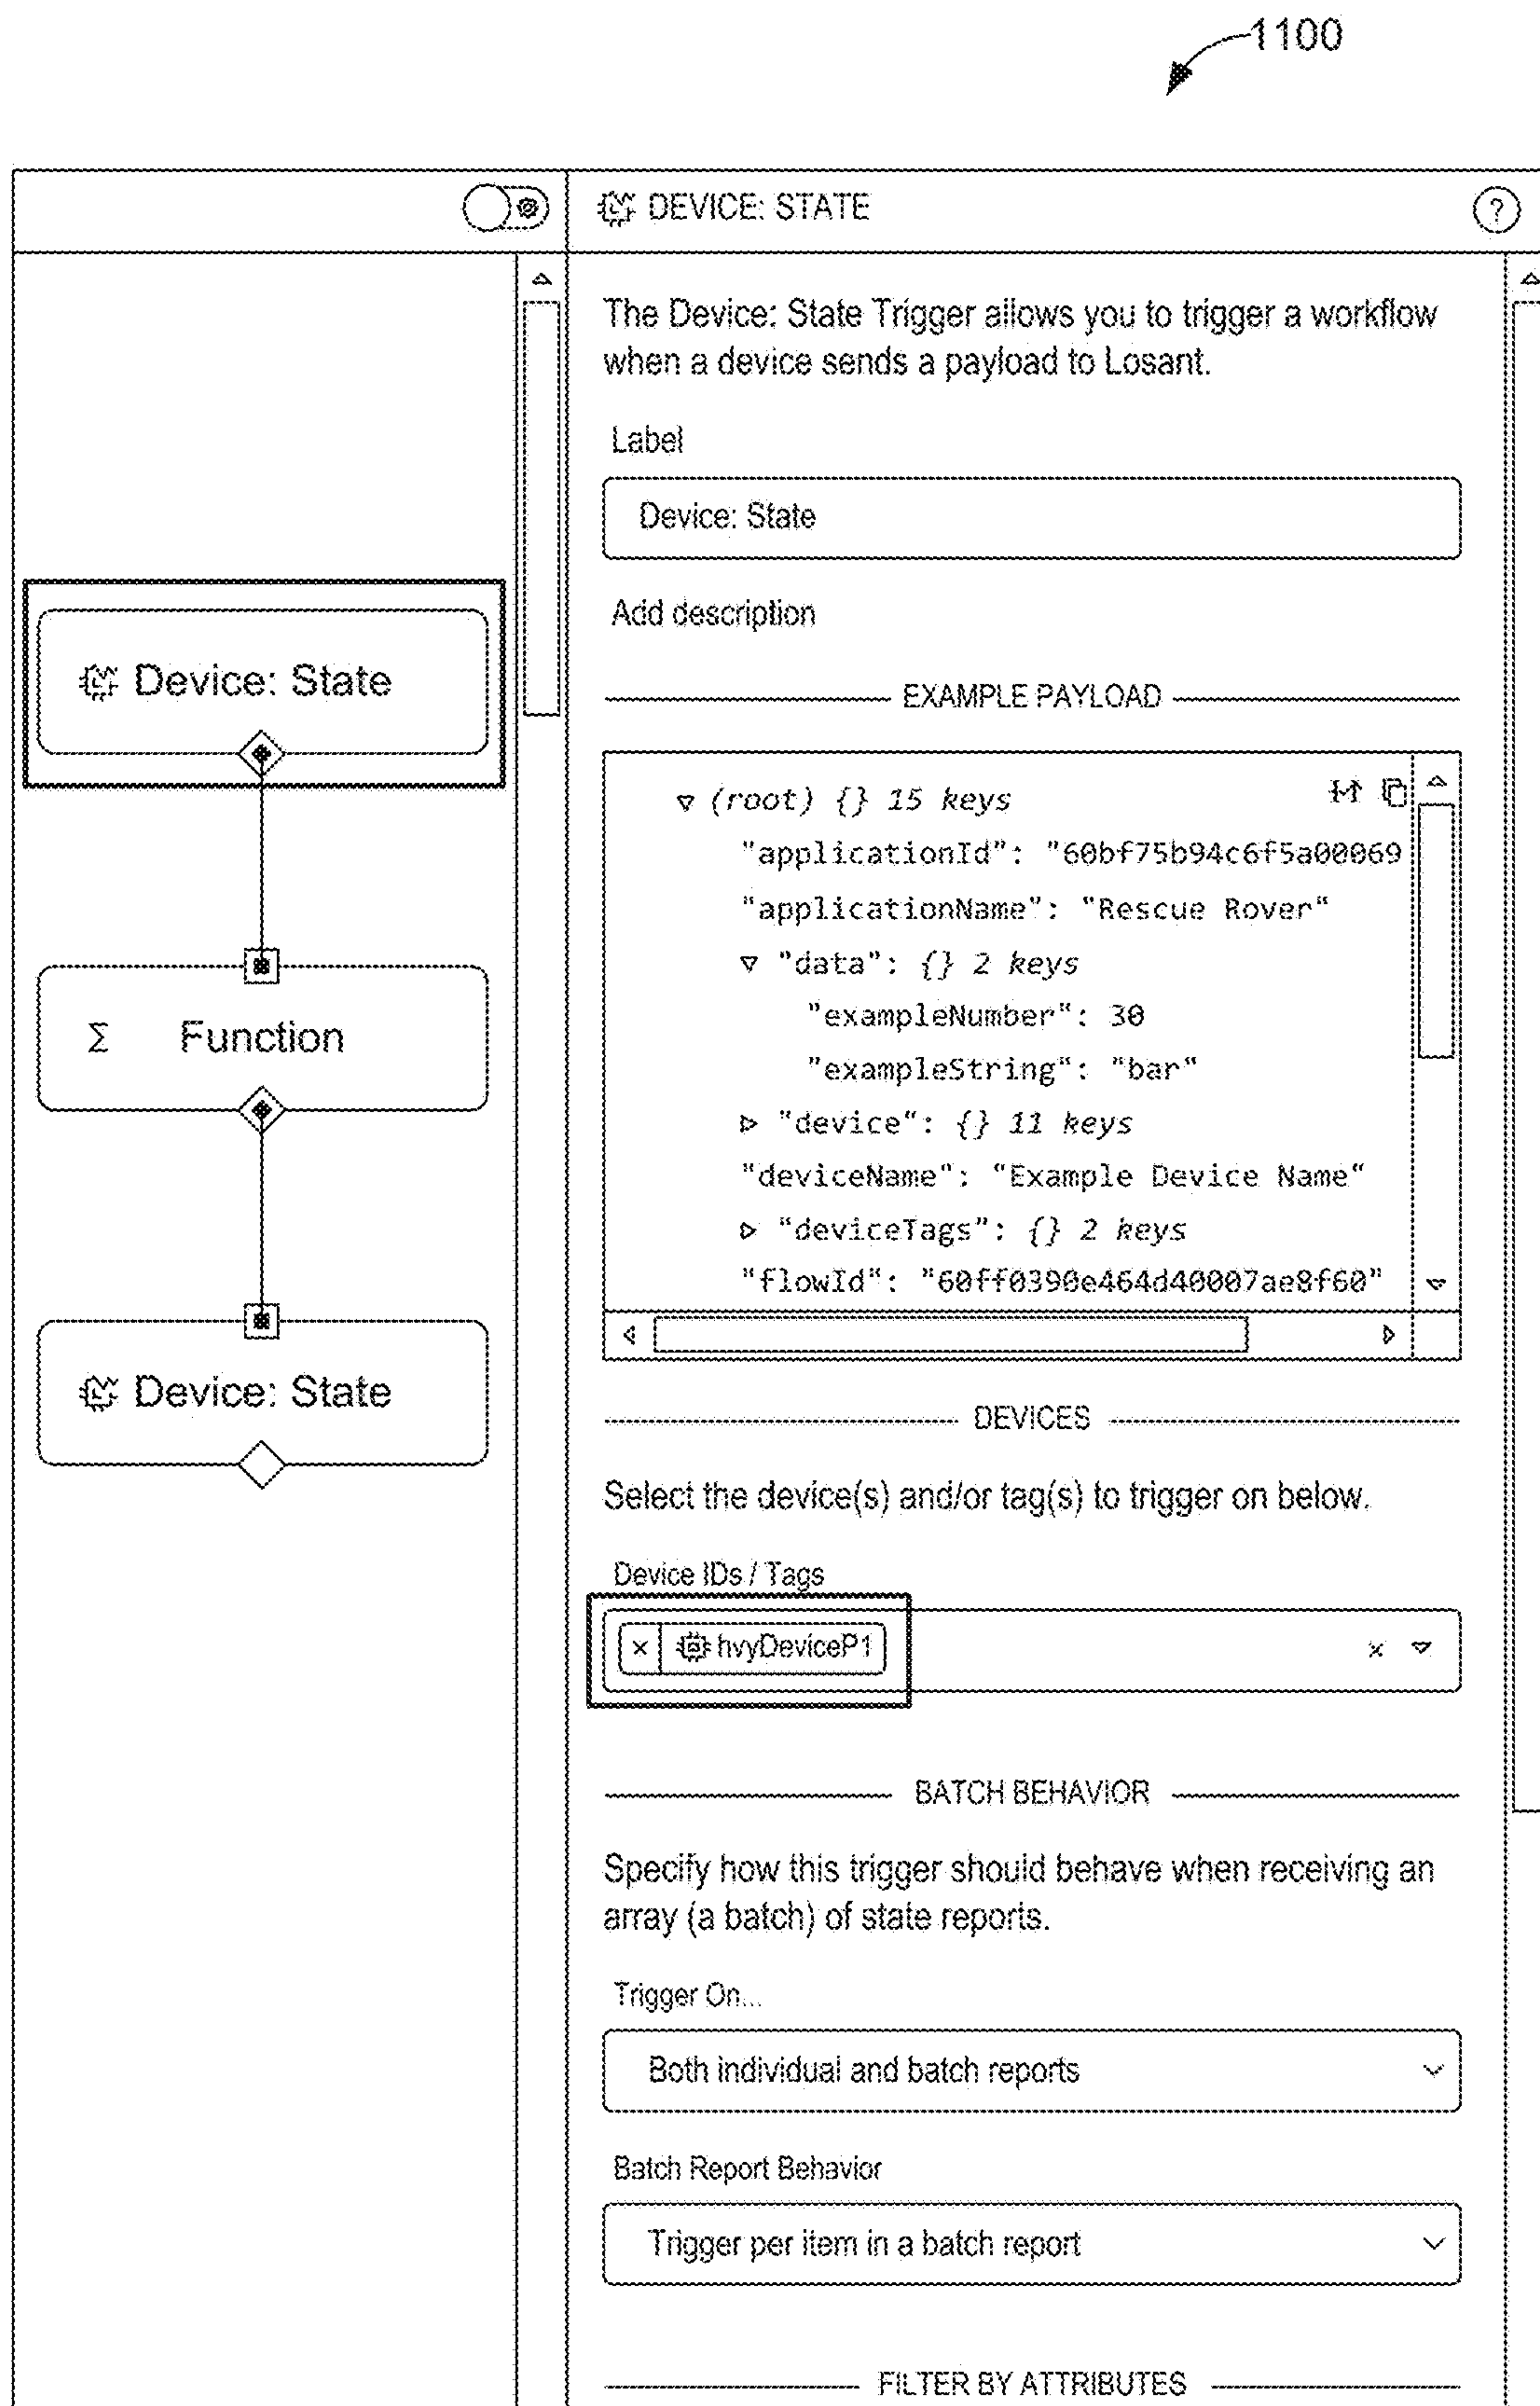 1100
DEVICE: STATE
?
The Device: State Trigger allows you to trigger a workflow
when a device sends a payload to Losant.
Label
Device: State
Add description
Device: State
EXAMPLE PAYLOAD
(root) {} 15 keys
"applicationId": "60bf75b94c6f5a00069
"applicationName": "Rescue Rover"
"data": {} 2 keys
"exampleNumber": 30
"exampleString": "bar"
"device": {} 11 keys
"deviceName": "Example Device Name"
"deviceTags": {} 2 keys
"flowId": "60ff0390e464d40007ae8f60"
Σ Function
Device: State
DEVICES
Select the device(s) and/or tag(s) to trigger on below.
Device IDs / Tags
× hvyDeviceP1 ×
BATCH BEHAVIOR
Specify how this trigger should behave when receiving an
array (a batch) of state reports.
Trigger On...
Both individual and batch reports
Batch Report Behavior
Trigger per item in a batch report
FILTER BY ATTRIBUTES